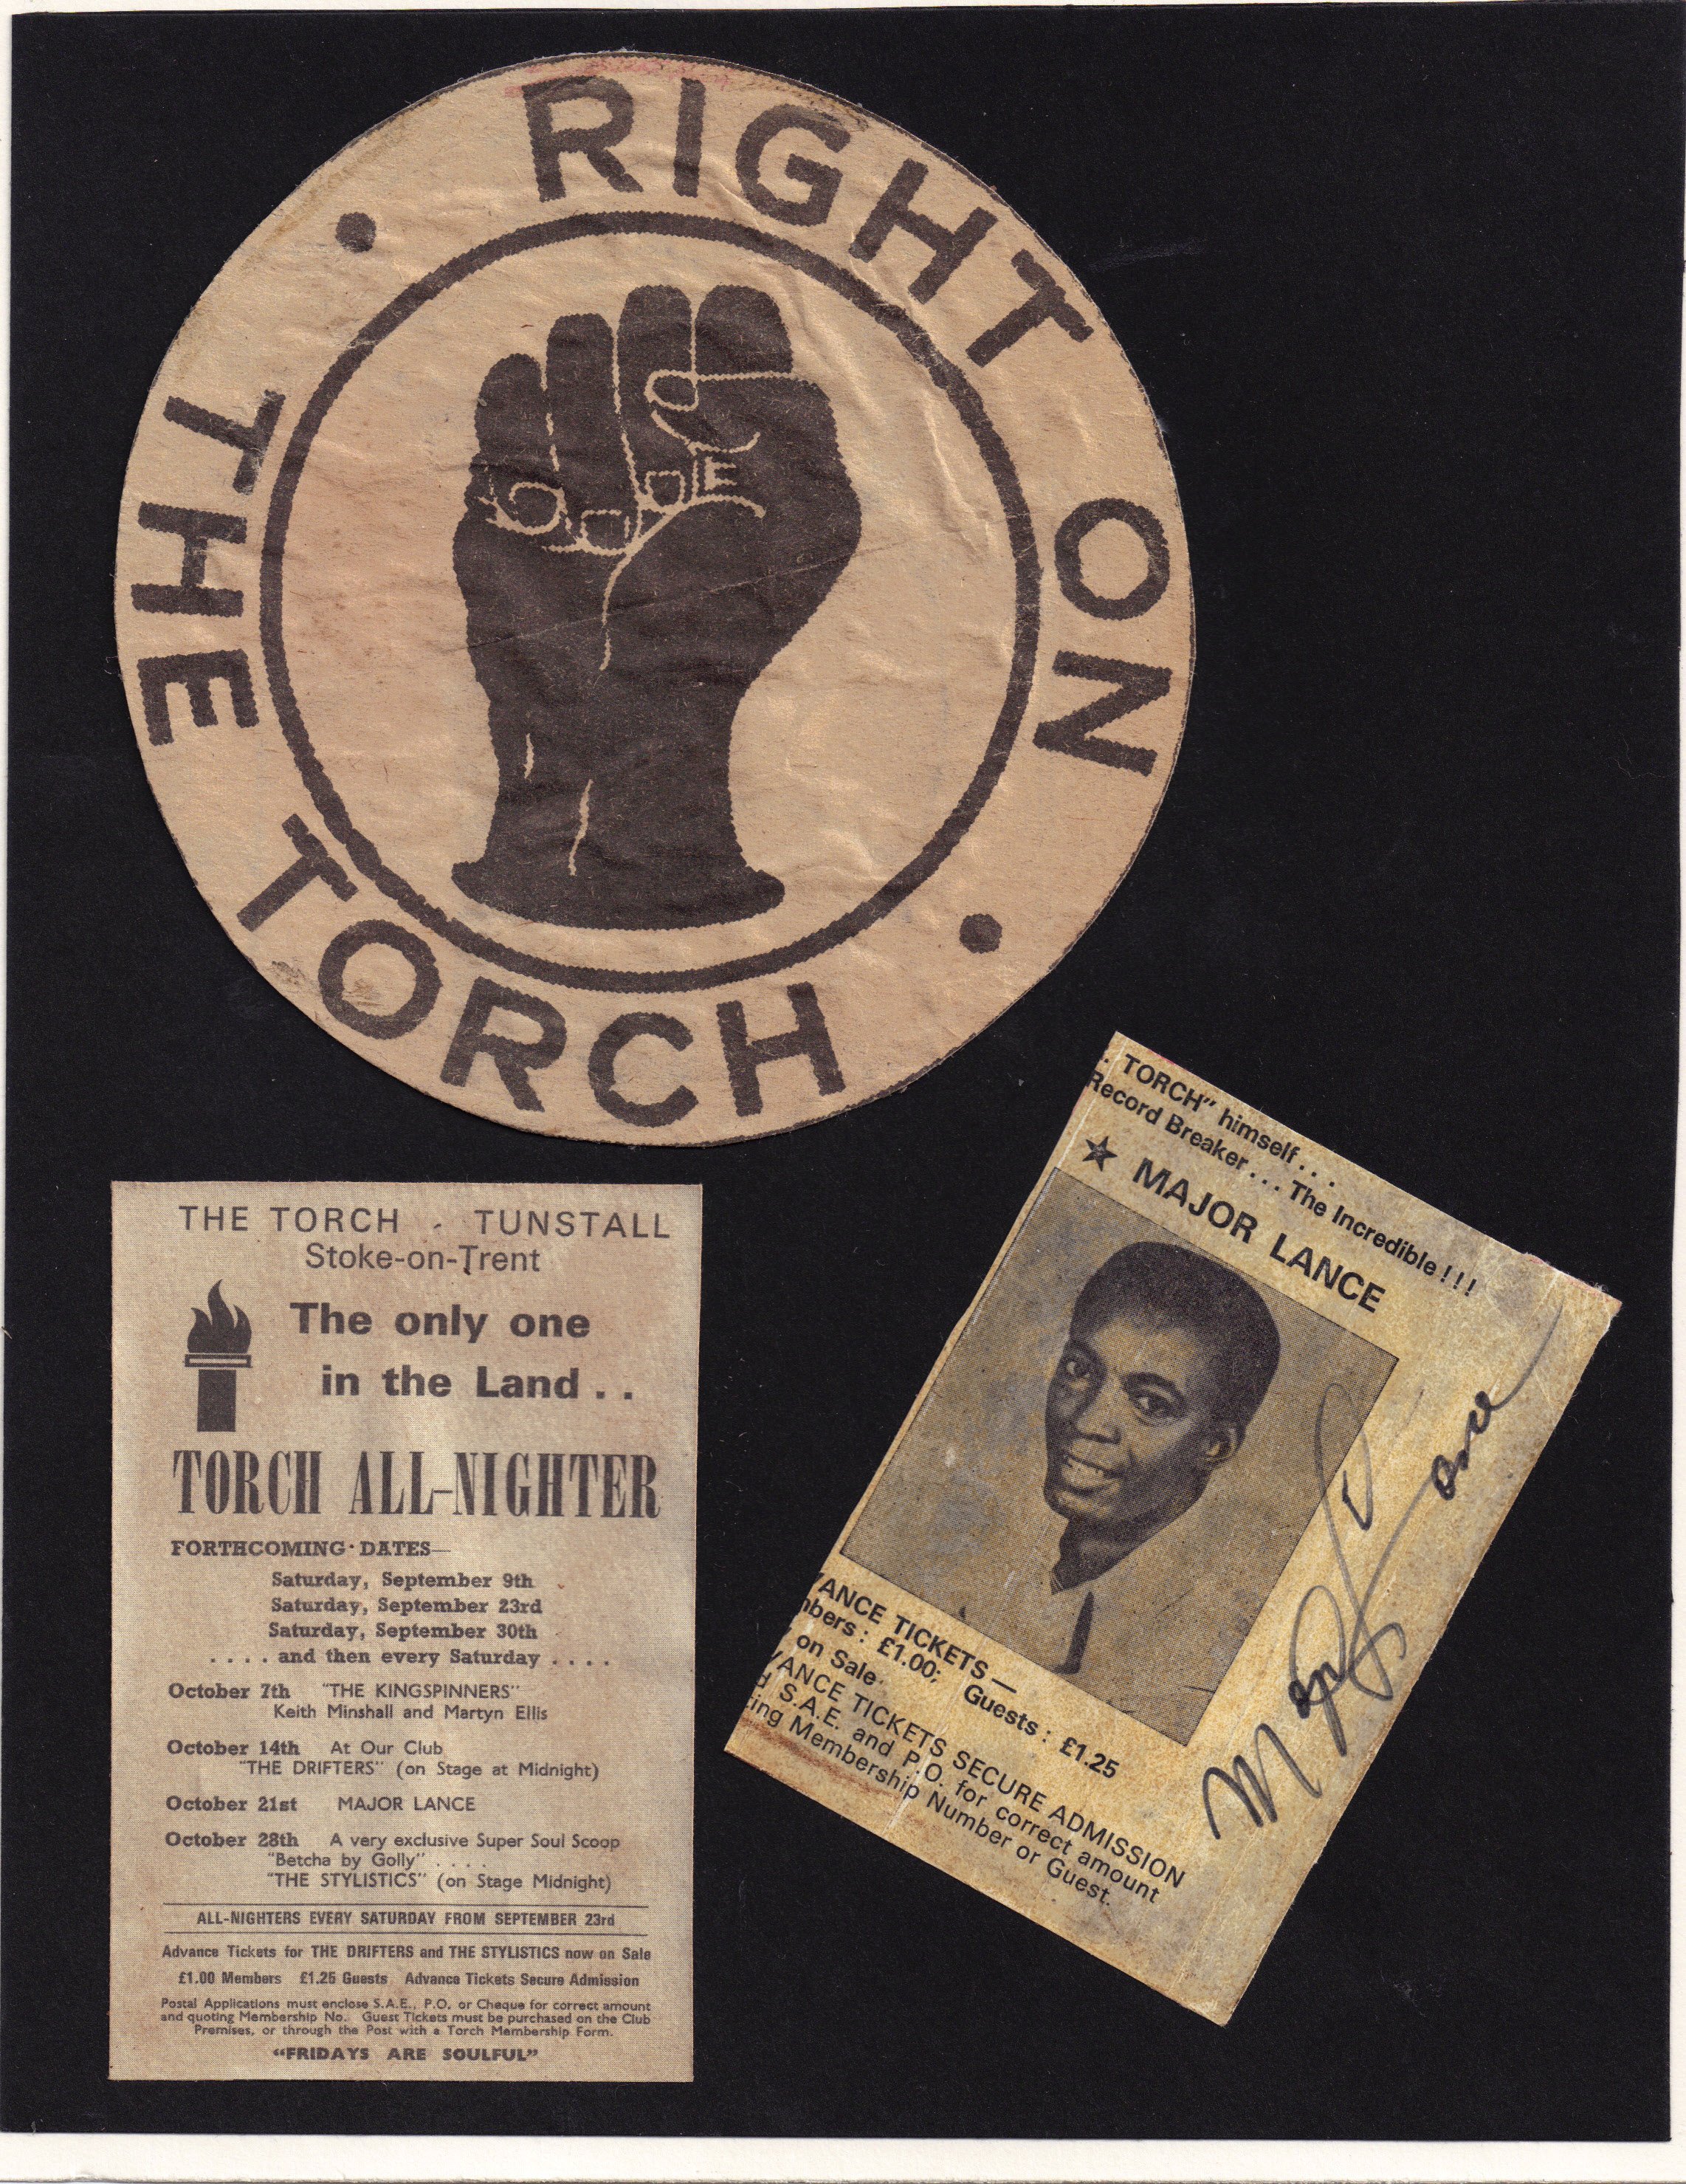 RIGHT ON
THE TORCH
THE TORCH - TUNSTALL
Stoke-on-Trent
The only one
in the Land . .
TORCH ALL-NIGHTER
FORTHCOMING DATES—
Saturday, September 9th
Saturday, September 23rd
Saturday, September 30th
. . . . and then every Saturday . . . .
October 7th "THE KINGSPINNERS"
Keith Minshall and Martyn Ellis
October 14th At Our Club
"THE DRIFTERS" (on Stage at Midnight)
October 21st MAJOR LANCE
October 28th A very exclusive Super Soul Scoop
"Betcha by Golly" . . . .
"THE STYLISTICS" (on Stage Midnight)
ALL-NIGHTERS EVERY SATURDAY FROM SEPTEMBER 23rd
Advance Tickets for THE DRIFTERS and THE STYLISTICS now on Sale
£1.00 Members £1.25 Guests Advance Tickets Secure Admission
Postal Applications must enclose S.A.E., P.O. or Cheque for correct amount
and quoting Membership No. Guest Tickets must be purchased on the Club
Premises, or through the Post with a Torch Membership Form.
"FRIDAYS ARE SOULFUL"
. TORCH" himself . . .
Record Breaker . . . The Incredible ! ! !
★ MAJOR LANCE
VANCE TICKETS —
mbers : £1.00; Guests : £1.25
on Sale
VANCE TICKETS SECURE ADMISSION
d S.A.E. and P.O. for correct amount
ting Membership Number or Guest.
Major Lance